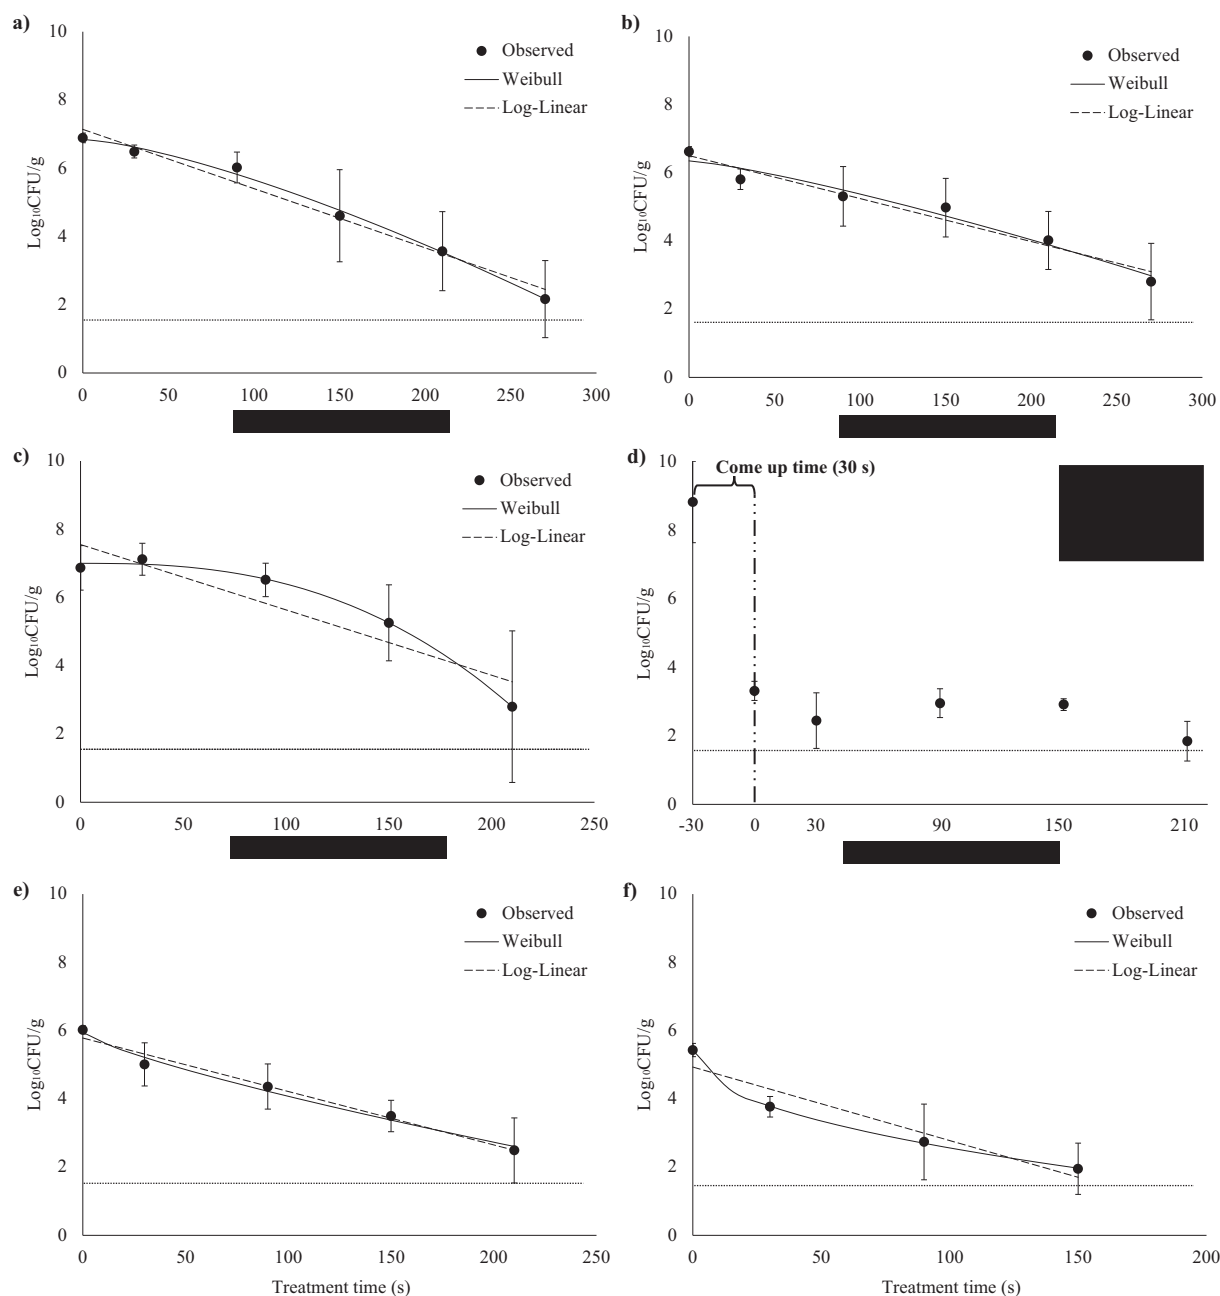 a)
10
8
6
4
2
0
Log₁₀CFU/g
Observed
Weibull
Log-Linear
0 50 100 150 200 250 300
b)
10
8
6
4
2
0
Log₁₀CFU/g
Observed
Weibull
Log-Linear
0 50 100 150 200 250 300
c)
10
8
6
4
2
0
Log₁₀CFU/g
Observed
Weibull
Log-Linear
0 50 100 150 200 250
d)
10
8
6
4
2
0
Log₁₀CFU/g
Come up time (30 s)
-30 0 30 90 150 210
e)
10
8
6
4
2
0
Log₁₀CFU/g
Observed
Weibull
Log-Linear
0 50 100 150 200 250
Treatment time (s)
f)
10
8
6
4
2
0
Log₁₀CFU/g
Observed
Weibull
Log-Linear
0 50 100 150 200
Treatment time (s)